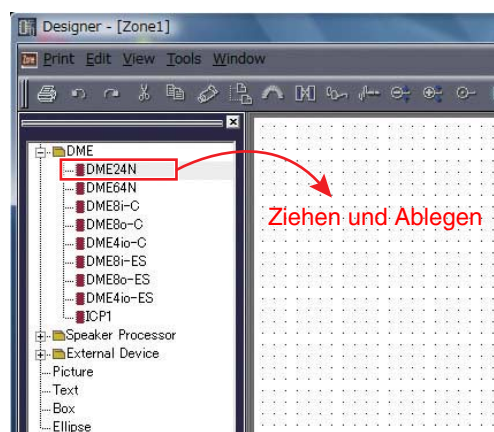 Designer - [Zone1]
Print Edit View Tools Window
DME
DME24N
DME64N
DME8i-C
DME8o-C
DME4io-C
DME8i-ES
DME8o-ES
DME4io-ES
ICP1
Speaker Processor
External Device
Picture
Text
Box
Ellipse
Ziehen und Ablegen